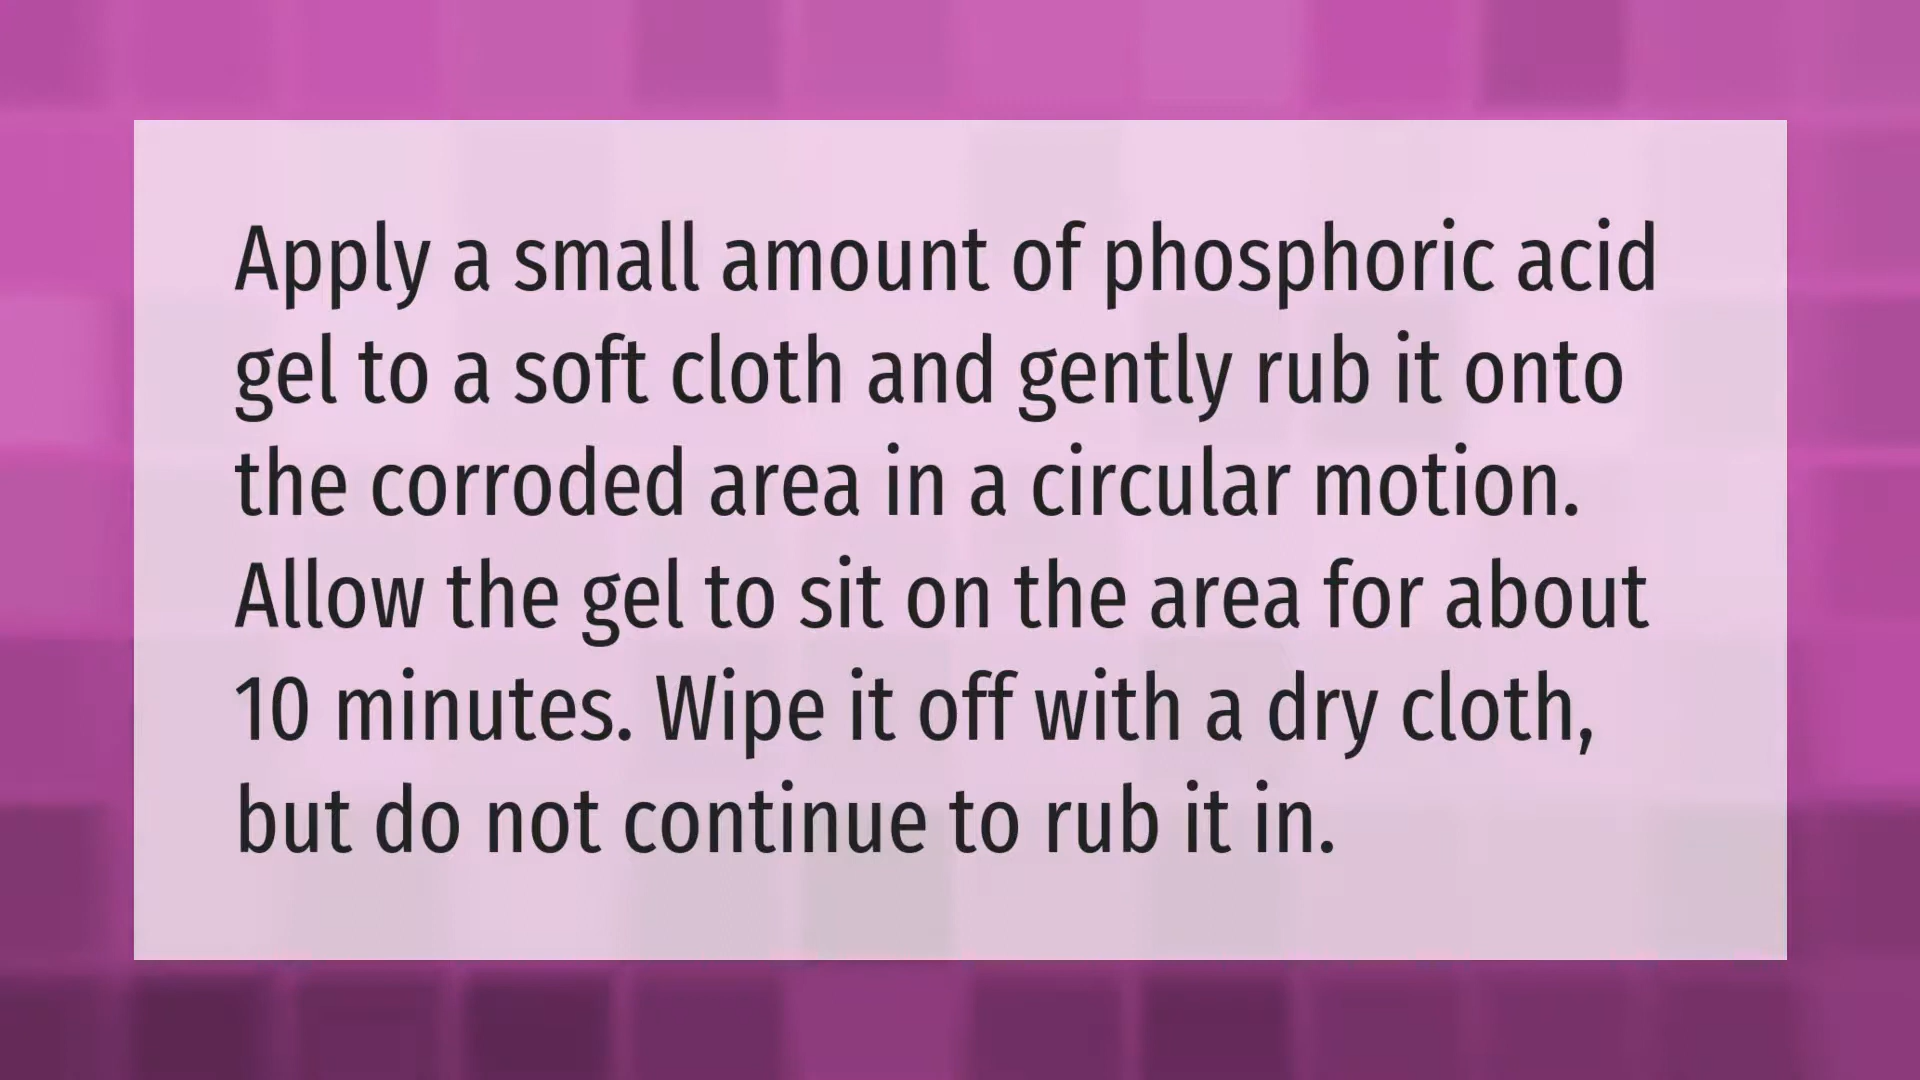 Apply a small amount of phosphoric acid
gel to a soft cloth and gently rub it onto
the corroded area in a circular motion.
Allow the gel to sit on the area for about
10 minutes. Wipe it off with a dry cloth,
but do not continue to rub it in.